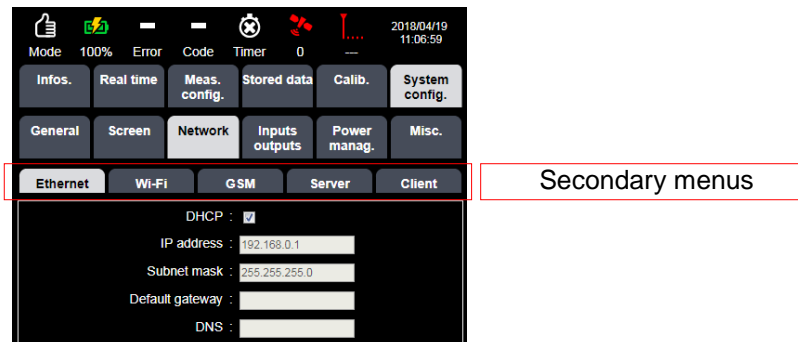 2018/04/19
11:06:59
Mode 100% Error Code Timer 0 ---
Infos. Real time Meas. config. Stored data Calib. System config.
General Screen Network Inputs outputs Power manag. Misc.
Ethernet Wi-Fi GSM Server Client
Secondary menus
DHCP :
IP address : 192.168.0.1
Subnet mask : 255.255.255.0
Default gateway :
DNS :